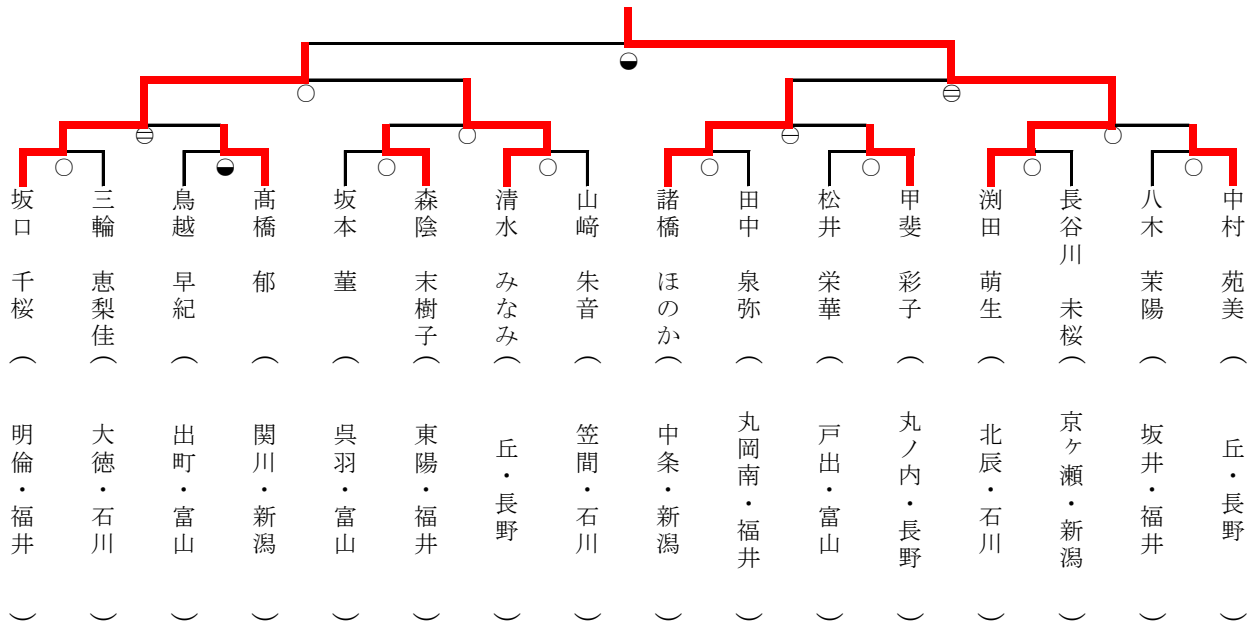 坂口 千桜 （ 明倫・福井 ）
三輪 恵梨佳 （ 大徳・石川 ）
鳥越 早紀 （ 出町・富山 ）
髙橋 郁 （ 関川・新潟 ）
坂本 菫 （ 呉羽・富山 ）
森陰 末樹子 （ 東陽・福井 ）
清水 みなみ （ 丘・長野 ）
山﨑 朱音 （ 笠間・石川 ）
諸橋 ほのか （ 中条・新潟 ）
田中 泉弥 （ 丸岡南・福井 ）
松井 栄華 （ 戸出・富山 ）
甲斐 彩子 （ 丸ノ内・長野 ）
渕田 萌生 （ 北辰・石川 ）
長谷川 未桜 （ 京ヶ瀬・新潟 ）
八木 茉陽 （ 坂井・福井 ）
中村 苑美 （ 丘・長野 ）